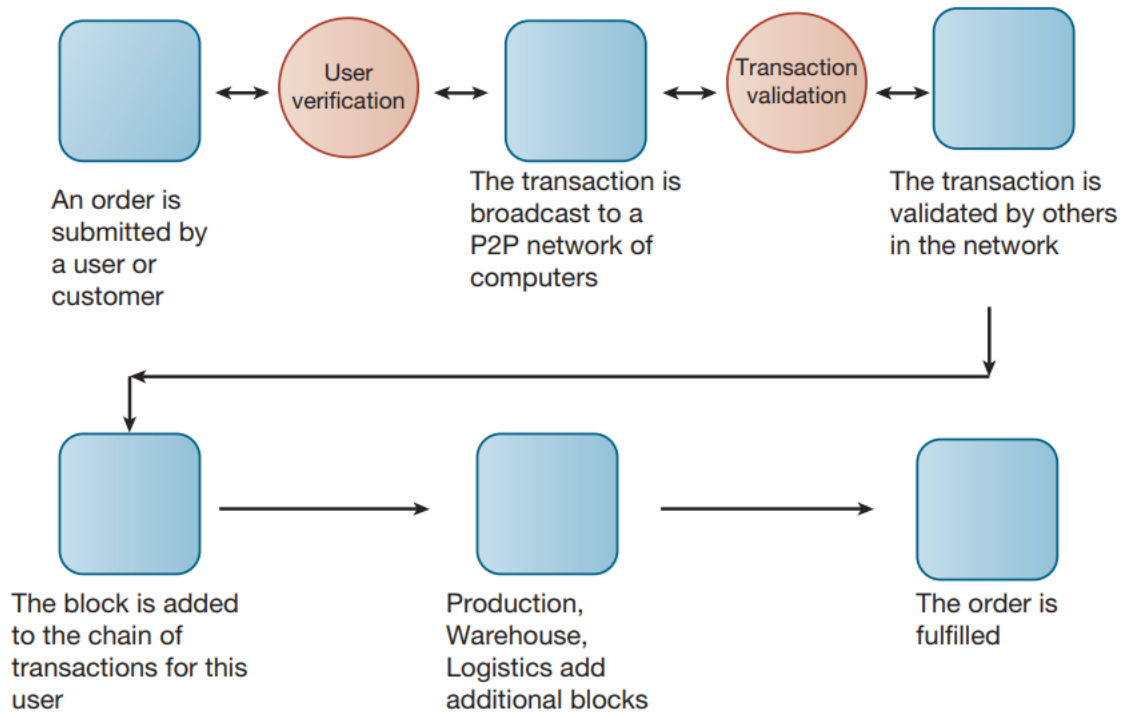 User
verification
Transaction
validation
An order is
submitted by
a user or
customer
The transaction is
broadcast to a
P2P network of
computers
The transaction is
validated by others
in the network
The block is added
to the chain of
transactions for this
user
Production,
Warehouse,
Logistics add
additional blocks
The order is
fulfilled